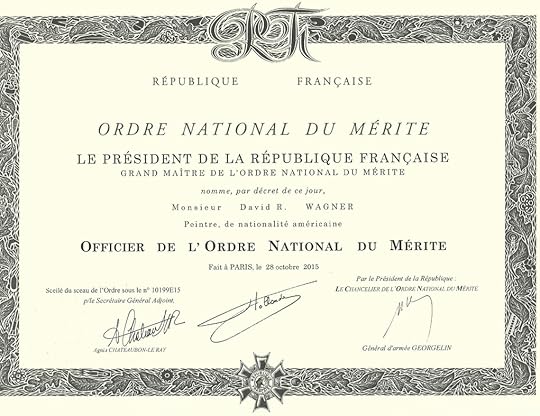 RF
RÉPUBLIQUE FRANÇAISE
ORDRE NATIONAL DU MÉRITE
LE PRÉSIDENT DE LA RÉPUBLIQUE FRANÇAISE
GRAND MAÎTRE DE L'ORDRE NATIONAL DU MÉRITE
nomme, par décret de ce jour,
Monsieur David R. WAGNER
Peintre, de nationalité américaine
OFFICIER DE L'ORDRE NATIONAL DU MÉRITE
Fait à PARIS, le 28 octobre 2015
Scellé du sceau de l'Ordre sous le n° 10199E15
p/le Secrétaire Général Adjoint.
Agnès CHATEAUBON-LE RAY
Par le Président de la République :
LE CHANCELIER DE L'ORDRE NATIONAL DU MÉRITE
Général d'armée GEORGELIN